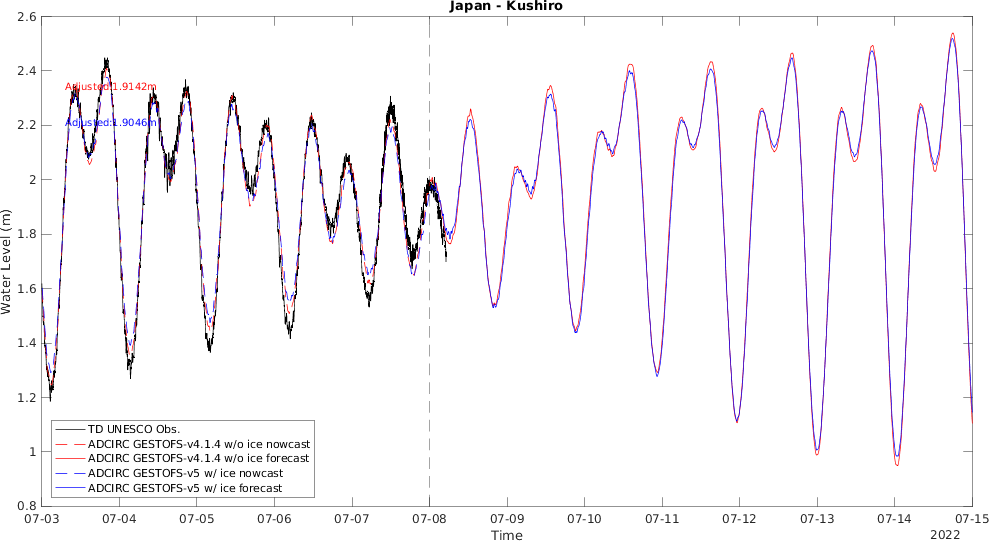 Japan - Kushiro
Water Level (m)
2.6
2.4
2.2
2
1.8
1.6
1.4
1.2
1
0.8
Adjusted:1.9142m
Adjusted:1.9046m
TD UNESCO Obs.
ADCIRC GESTOFS-v4.1.4 w/o ice nowcast
ADCIRC GESTOFS-v4.1.4 w/o ice forecast
ADCIRC GESTOFS-v5 w/ ice nowcast
ADCIRC GESTOFS-v5 w/ ice forecast
07-03 07-04 07-05 07-06 07-07 07-08 07-09 07-10 07-11 07-12 07-13 07-14 07-15
Time
2022